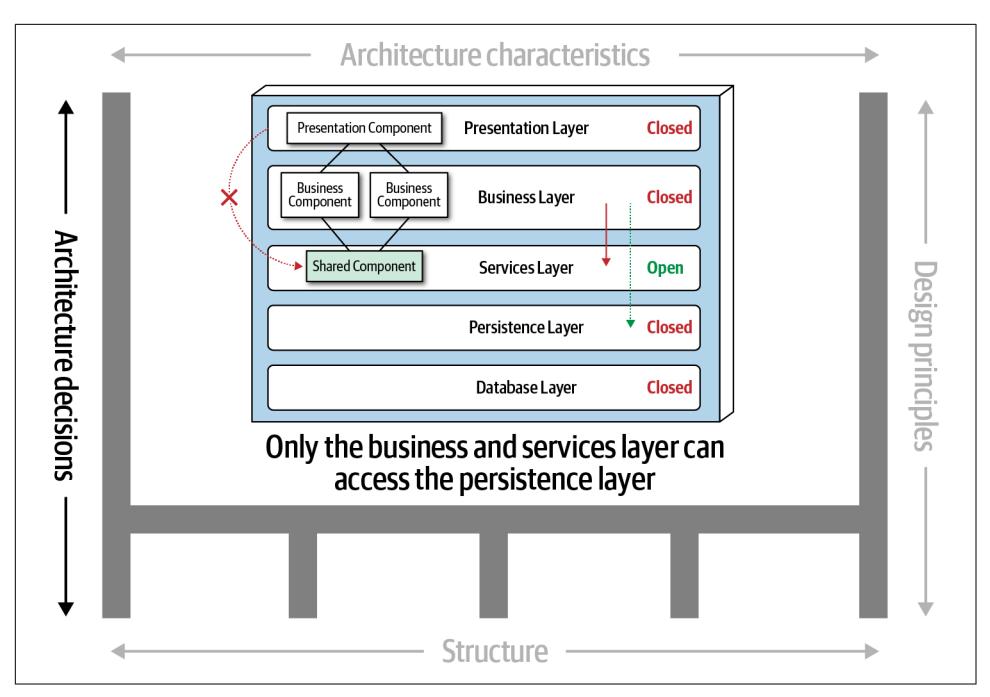 Architecture characteristics
Presentation Component
Presentation Layer
Closed
Business
Component
Business
Component
Business Layer
Closed
Shared Component
Services Layer
Open
Persistence Layer
Closed
Database Layer
Closed
Only the business and services layer can
access the persistence layer
Architecture decisions
Design principles
Structure